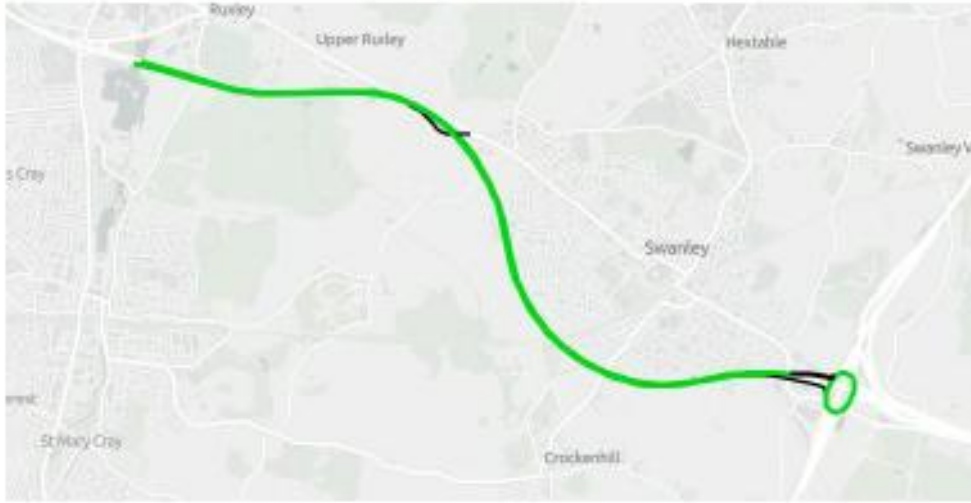 Ruxley
Upper Ruxley
Hextable
Swanley V
s Cray
Swanley
St Mary Cray
Crockenhill